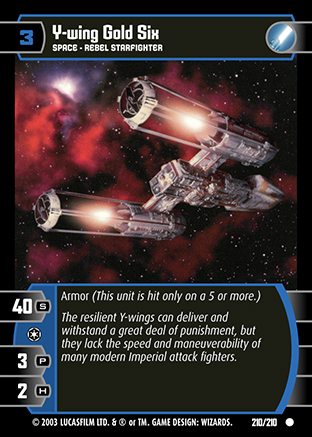 3 Y-wing Gold Six
SPACE - REBEL STARFIGHTER
40 S
3 P
2 H
Armor (This unit is hit only on a 5 or more.)
The resilient Y-wings can deliver and
withstand a great deal of punishment, but
they lack the speed and maneuverability of
many modern Imperial attack fighters.
© 2003 LUCASFILM LTD. & ® or TM. GAME DESIGN: WIZARDS. 210/210